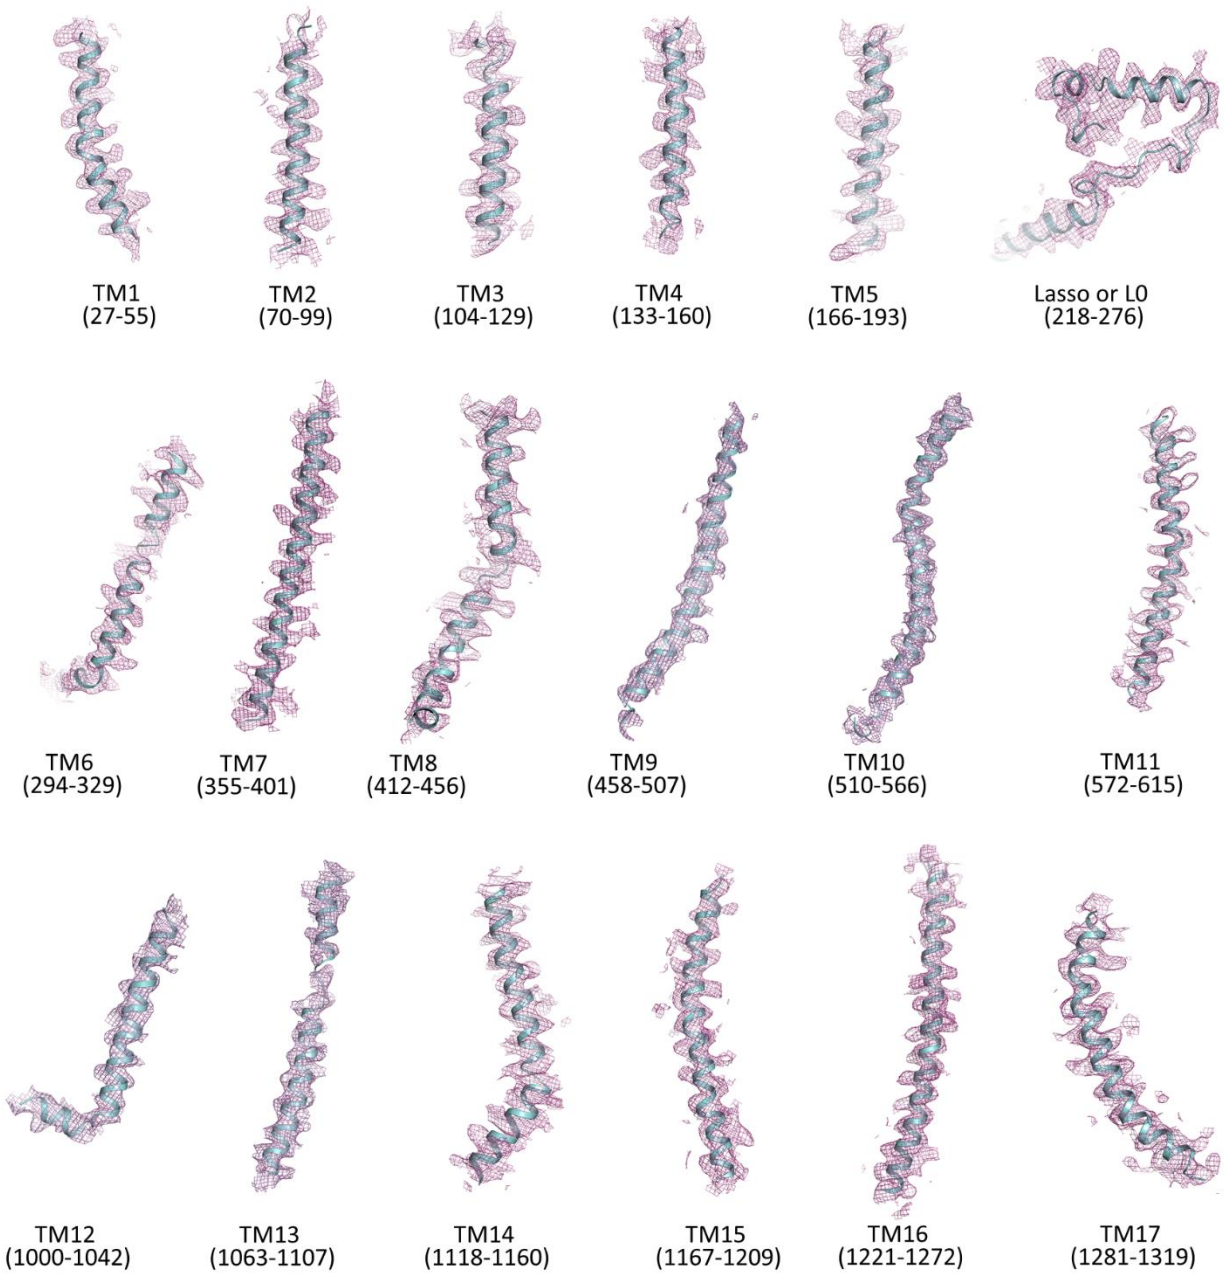 TM1
(27-55)
TM2
(70-99)
TM3
(104-129)
TM4
(133-160)
TM5
(166-193)
Lasso or L0
(218-276)
TM6
(294-329)
TM7
(355-401)
TM8
(412-456)
TM9
(458-507)
TM10
(510-566)
TM11
(572-615)
TM12
(1000-1042)
TM13
(1063-1107)
TM14
(1118-1160)
TM15
(1167-1209)
TM16
(1221-1272)
TM17
(1281-1319)